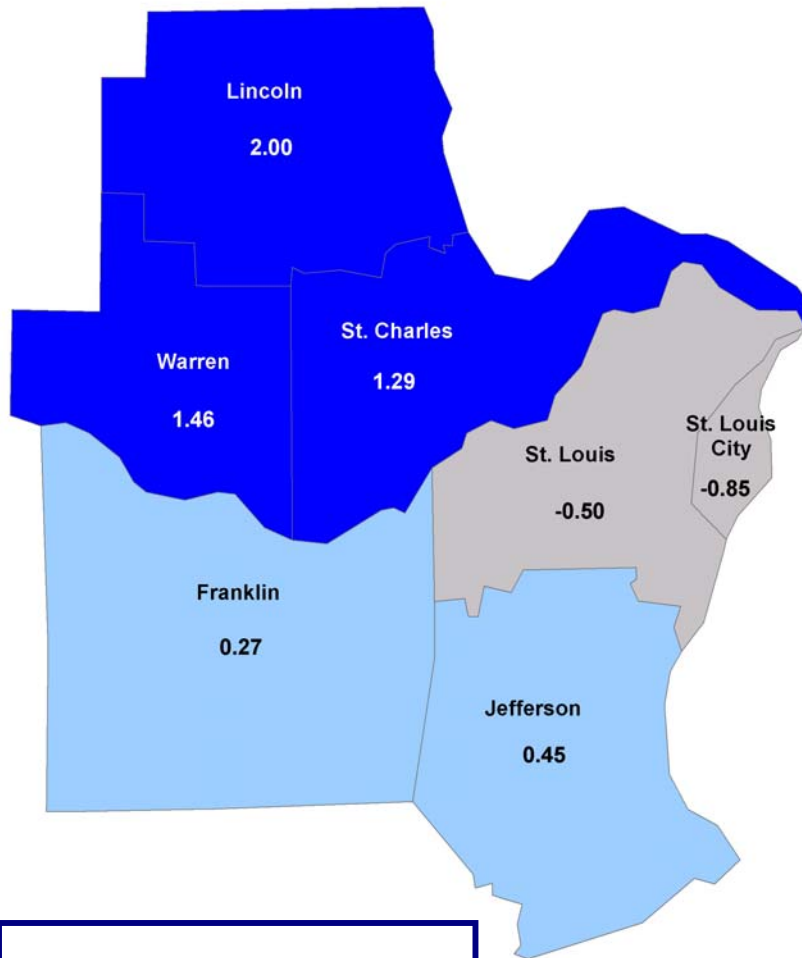 Lincoln
2.00
St. Charles
1.29
Warren
1.46
St. Louis
City
-0.85
St. Louis
-0.50
Franklin
0.27
Jefferson
0.45